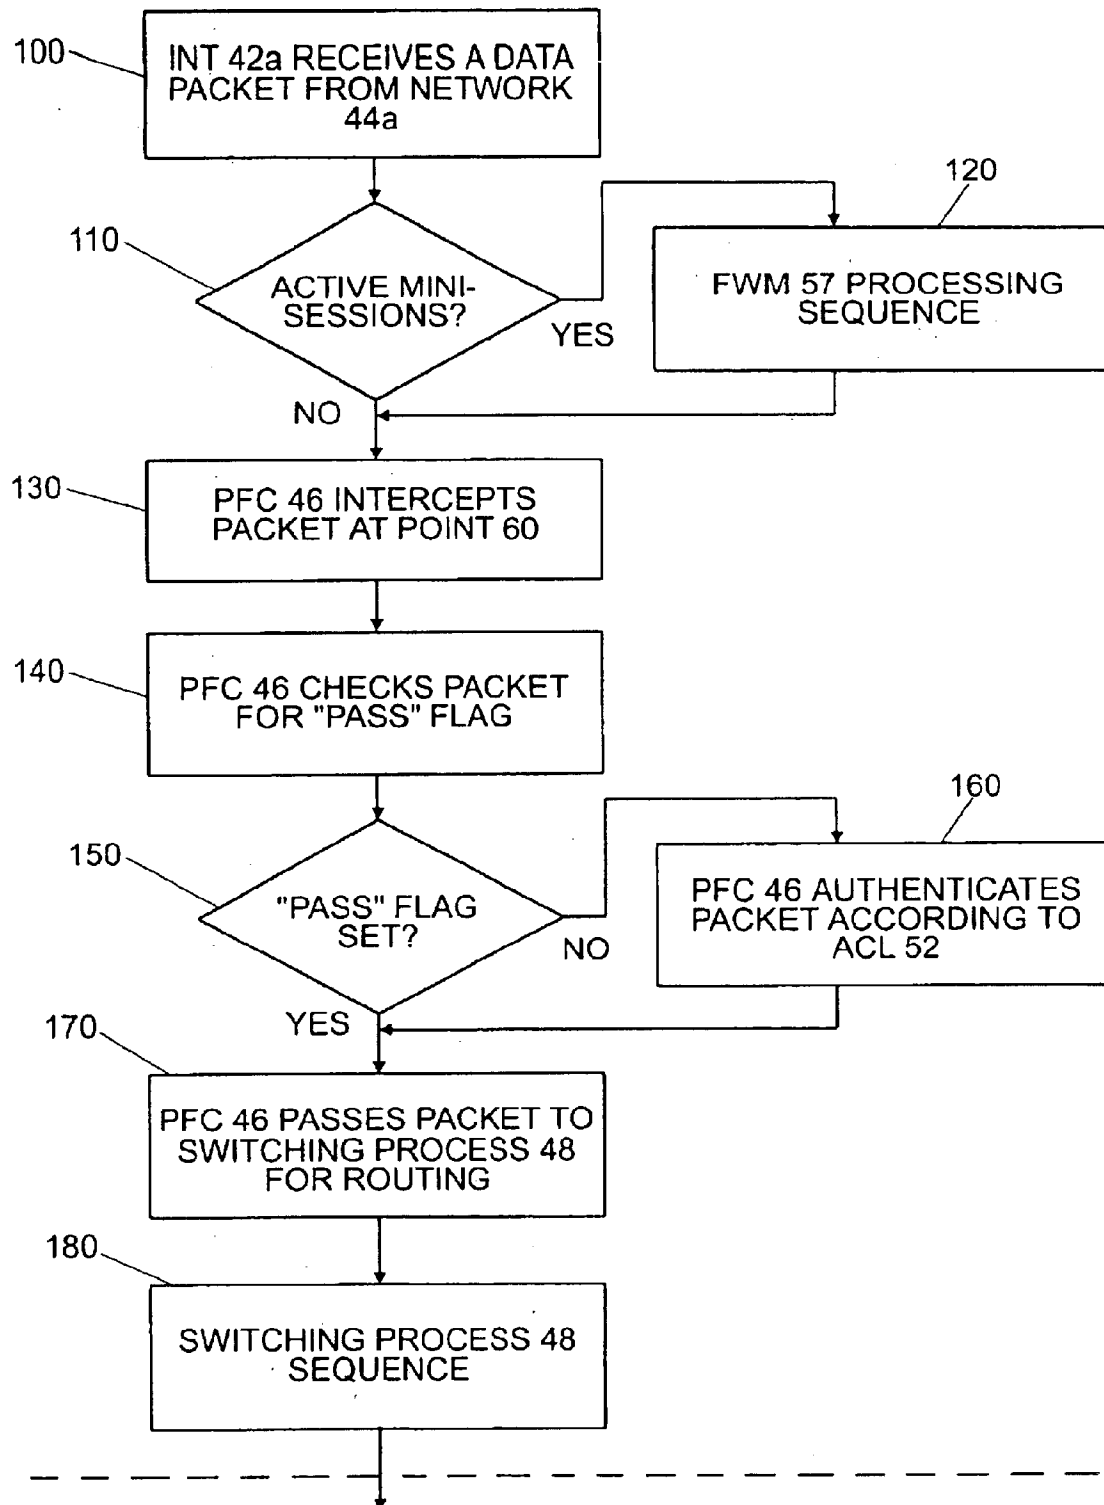 100
INT 42a RECEIVES A DATA
PACKET FROM NETWORK
44a
110
ACTIVE MINI-
SESSIONS?
YES
NO
120
FWM 57 PROCESSING
SEQUENCE
130
PFC 46 INTERCEPTS
PACKET AT POINT 60
140
PFC 46 CHECKS PACKET
FOR "PASS" FLAG
150
"PASS" FLAG
SET?
NO
YES
160
PFC 46 AUTHENTICATES
PACKET ACCORDING TO
ACL 52
170
PFC 46 PASSES PACKET TO
SWITCHING PROCESS 48
FOR ROUTING
180
SWITCHING PROCESS 48
SEQUENCE